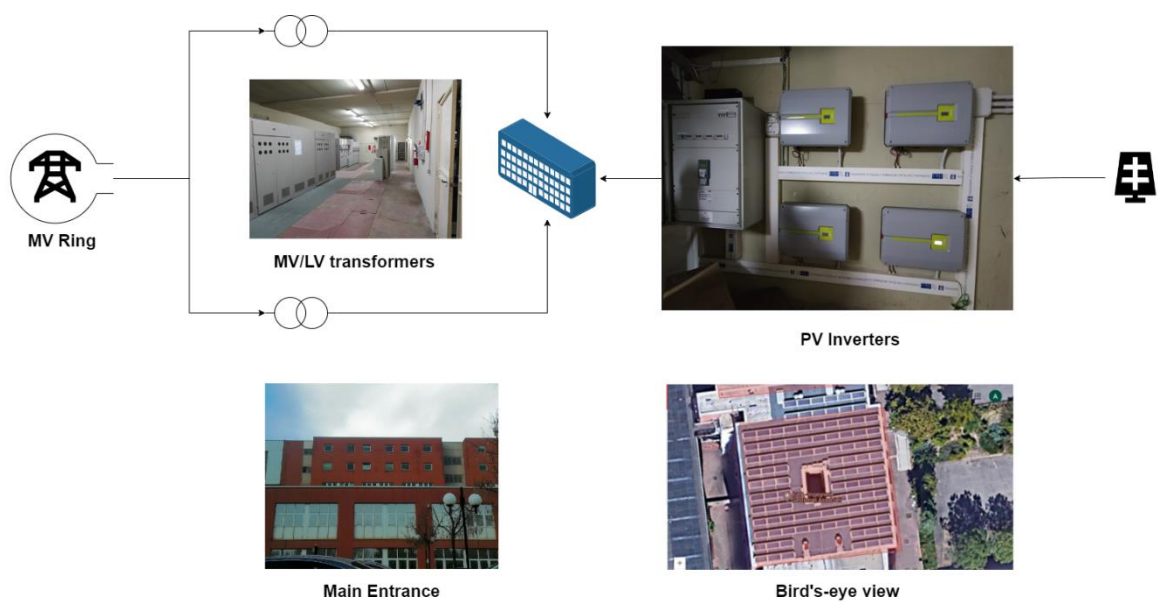 MV Ring
MV/LV transformers
PV Inverters
A
Main Entrance
Bird's-eye view